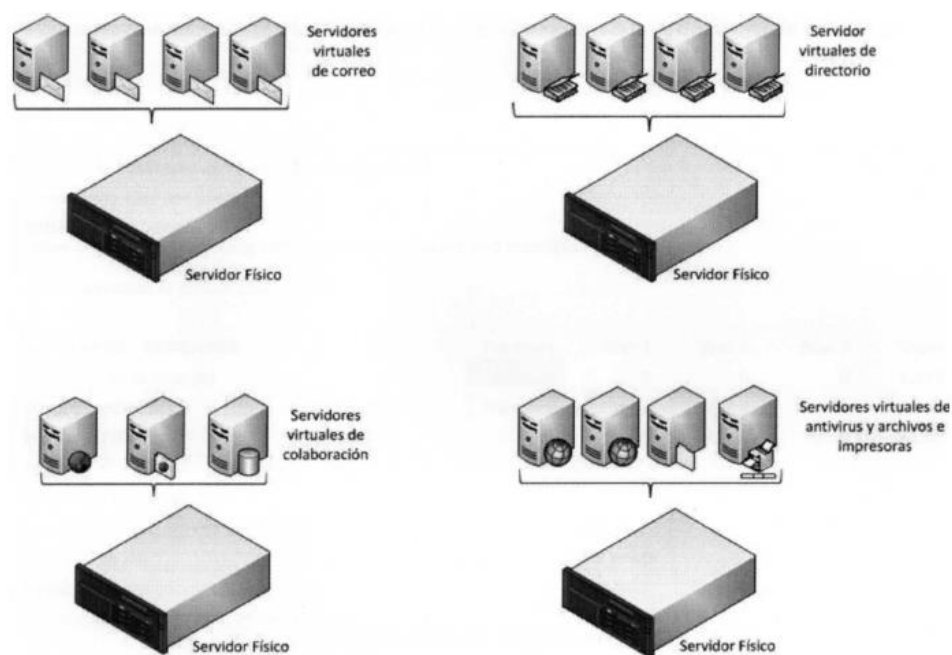 Servidores
virtuales
de correo
Servidor
virtuales de
directorio
Servidor Físico
Servidor Físico
Servidores
virtuales de
colaboración
Servidores virtuales de
antivirus y archivos e
impresoras
Servidor Físico
Servidor Físico